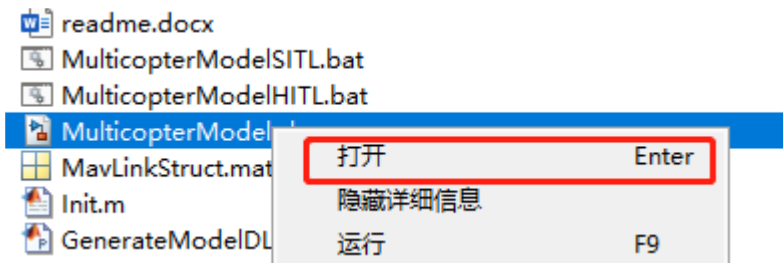 readme.docx
MulticopterModelSITL.bat
MulticopterModelHITL.bat
MulticopterModel
打开 Enter
MavLinkStruct.mat
隐藏详细信息
Init.m
GenerateModelDL
运行 F9